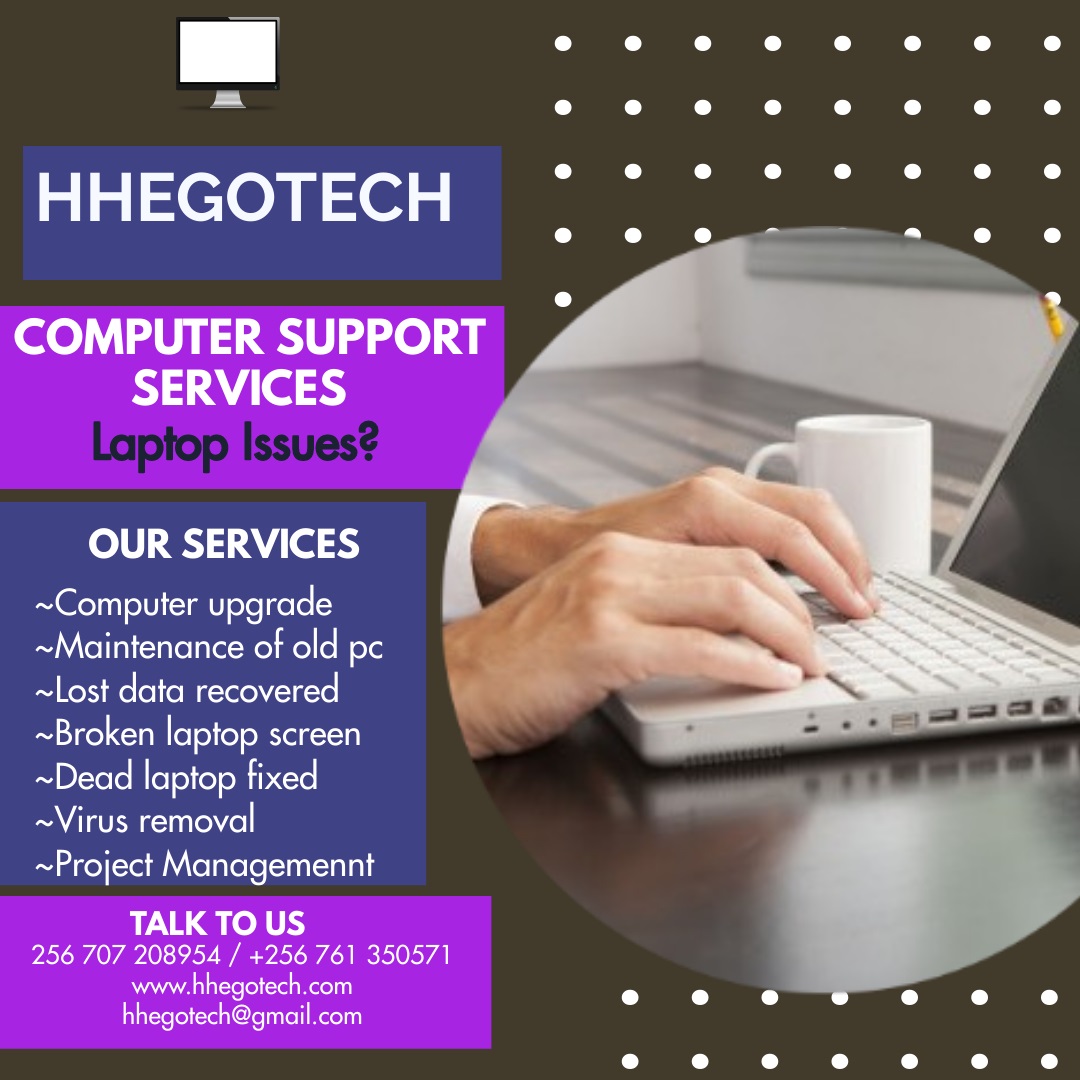 HHEGOTECH
COMPUTER SUPPORT
SERVICES
Laptop Issues?
OUR SERVICES
~Computer upgrade
~Maintenance of old pc
~Lost data recovered
~Broken laptop screen
~Dead laptop fixed
~Virus removal
~Project Managemennt
TALK TO US
256 707 208954 / +256 761 350571
www.hhegotech.com
hhegotech@gmail.com